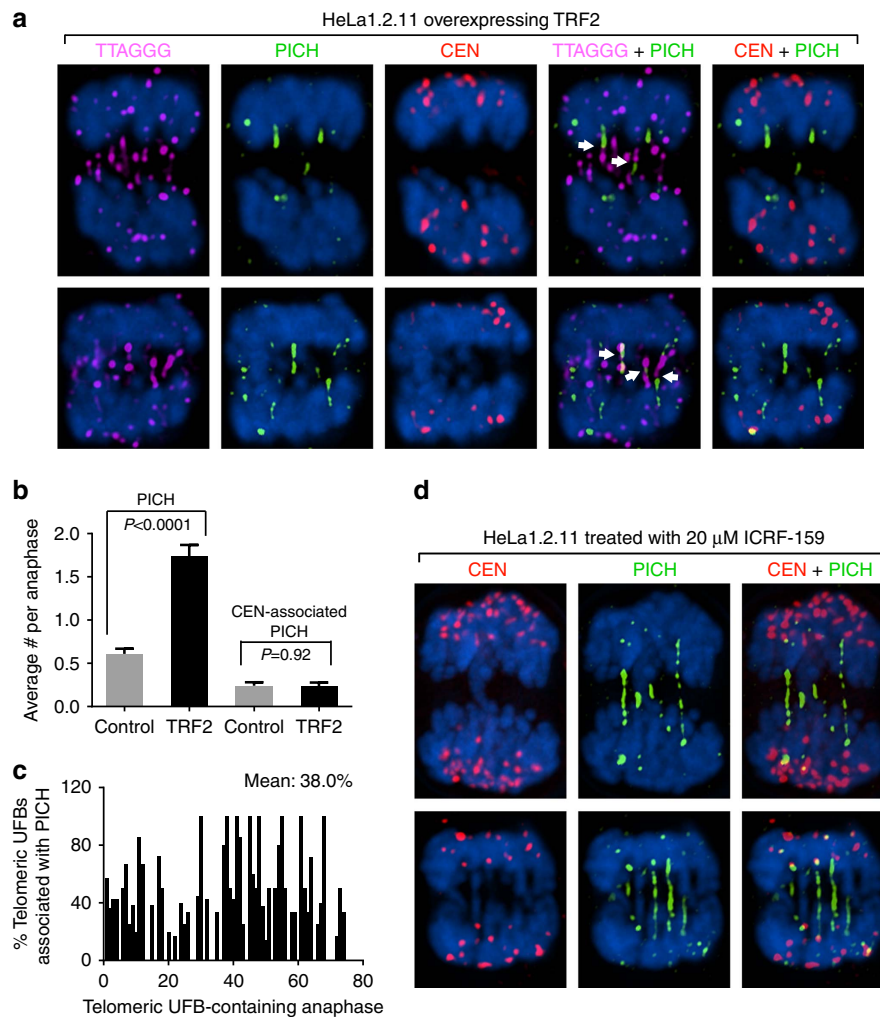 a
HeLa1.2.11 overexpressing TRF2
TTAGGG PICH CEN TTAGGG + PICH CEN + PICH
b
PICH
P<0.0001
CEN-associated
PICH
P=0.92
Average # per anaphase
2.0
1.5
1.0
0.5
0.0
Control TRF2 Control TRF2
c
Mean: 38.0%
% Telomeric UFBs
associated with PICH
120
80
40
0
0 20 40 60 80
Telomeric UFB-containing anaphase
d
HeLa1.2.11 treated with 20 μM ICRF-159
CEN PICH CEN + PICH